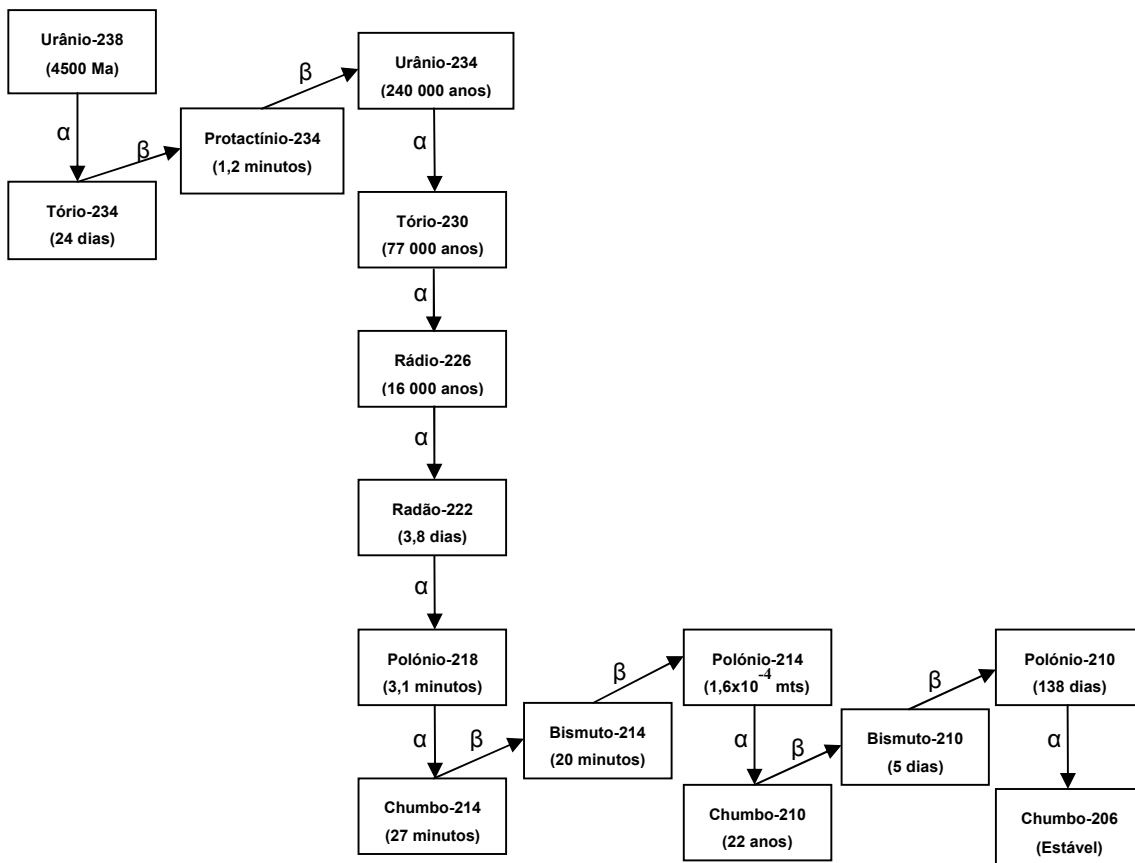 Urânio-238
(4500 Ma)
α
Tório-234
(24 dias)
β
Protactínio-234
(1,2 minutos)
β
Urânio-234
(240 000 anos)
α
Tório-230
(77 000 anos)
α
Rádio-226
(16 000 anos)
α
Radão-222
(3,8 dias)
α
Polónio-218
(3,1 minutos)
α
Chumbo-214
(27 minutos)
β
Bismuto-214
(20 minutos)
β
Polónio-214
(1,6x10⁻⁴ mts)
α
Chumbo-210
(22 anos)
β
Bismuto-210
(5 dias)
β
Polónio-210
(138 dias)
α
Chumbo-206
(Estável)